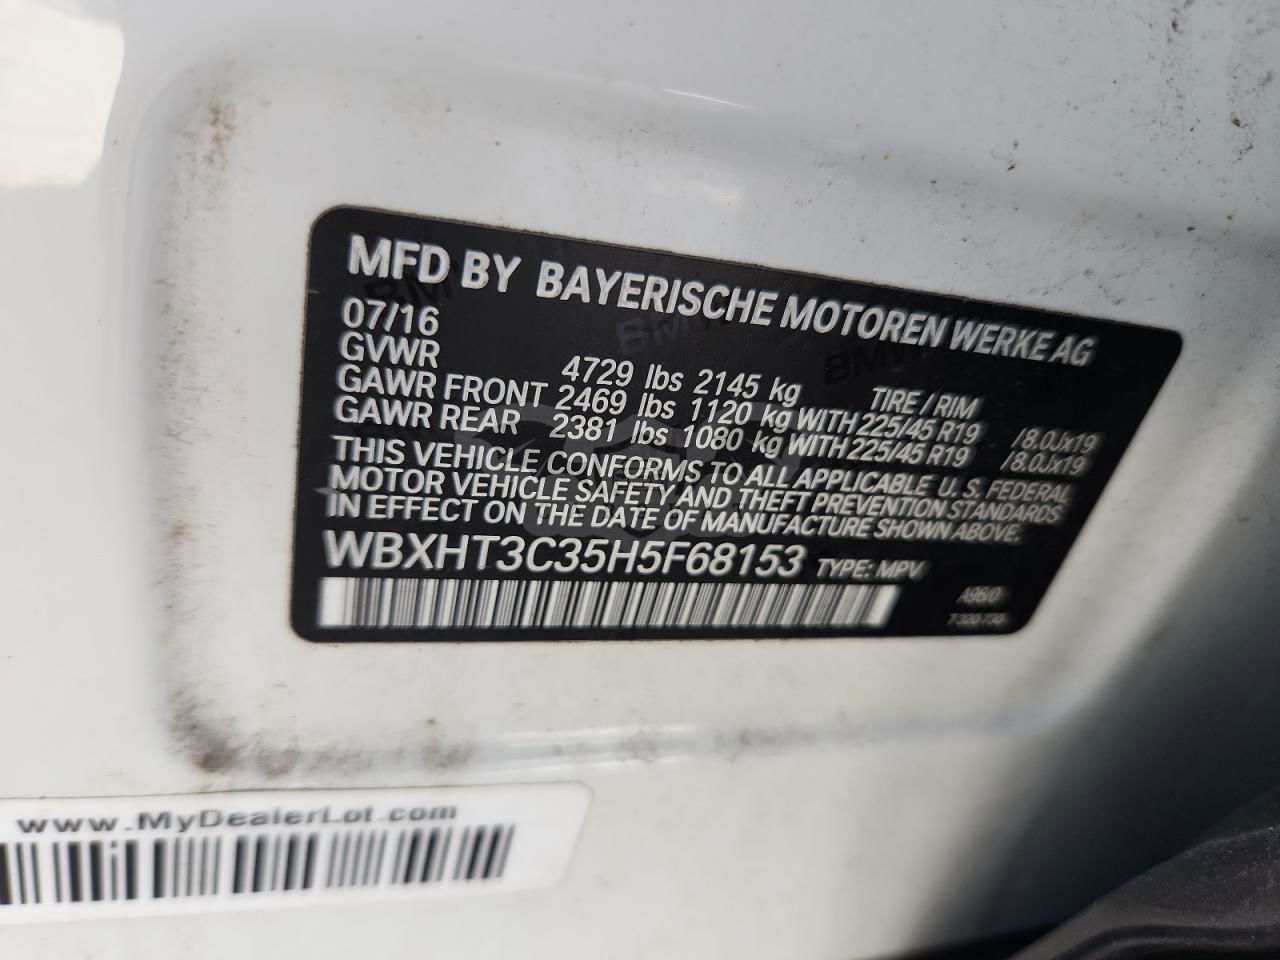 MFD BY BAYERISCHE MOTOREN WERKE AG
07/16
GVWR 4729 lbs 2145 kg TIRE / RIM
GAWR FRONT 2469 lbs 1120 kg WITH 225/45 R19 /8.0Jx19
GAWR REAR 2381 lbs 1080 kg WITH 225/45 R19 /8.0Jx19
THIS VEHICLE CONFORMS TO ALL APPLICABLE U.S. FEDERAL
MOTOR VEHICLE SAFETY AND THEFT PREVENTION STANDARDS
IN EFFECT ON THE DATE OF MANUFACTURE SHOWN ABOVE.
WBXHT3C35H5F68153 TYPE: MPV
A96/0
7320730
www.MyDealerLot.com